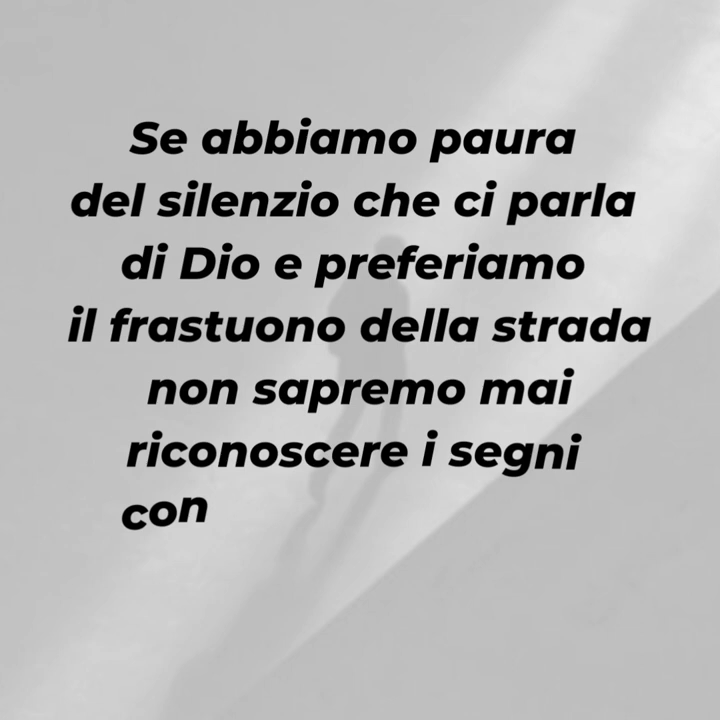 Se abbiamo paura
del silenzio che ci parla
di Dio e preferiamo
il frastuono della strada
non sapremo mai
riconoscere i segni
con